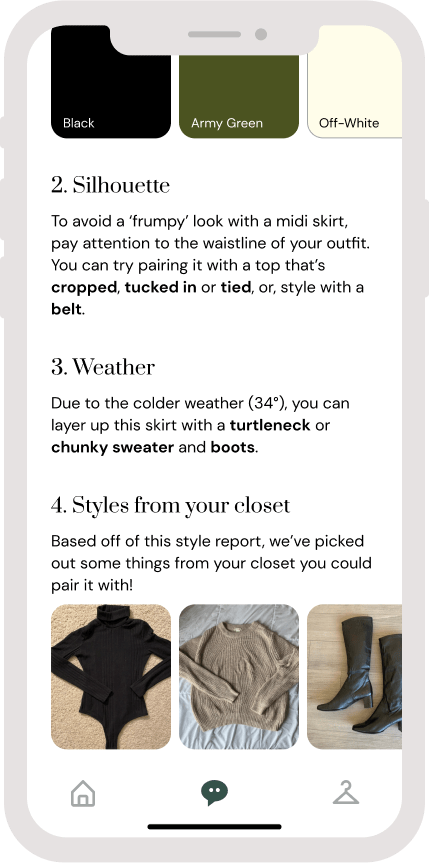 Black
Army Green
Off-White
2. Silhouette
To avoid a ‘frumpy’ look with a midi skirt,
pay attention to the waistline of your outfit.
You can try pairing it with a top that’s
cropped, tucked in or tied, or, style with a
belt.
3. Weather
Due to the colder weather (34°), you can
layer up this skirt with a turtleneck or
chunky sweater and boots.
4. Styles from your closet
Based off of this style report, we’ve picked
out some things from your closet you could
pair it with!